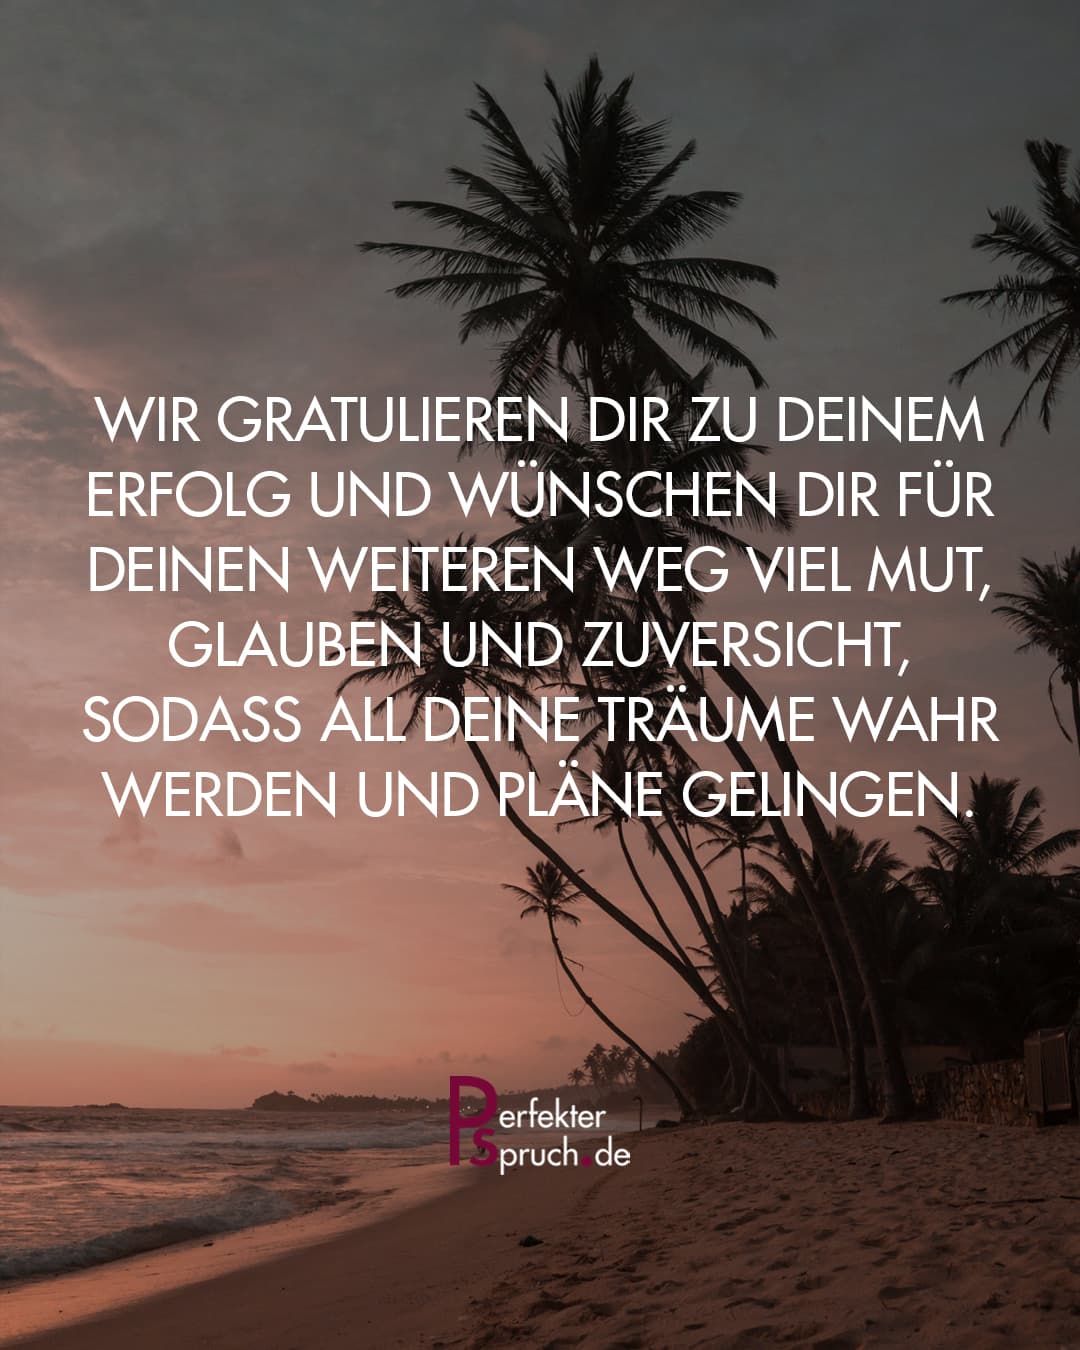 WIR GRATULIEREN DIR ZU DEINEM
ERFOLG UND WÜNSCHEN DIR FÜR
DEINEN WEITEREN WEG VIEL MUT,
GLAUBEN UND ZUVERSICHT,
SODASS ALL DEINE TRÄUME WAHR
WERDEN UND PLÄNE GELINGEN.
Perfekter
Spruch.de